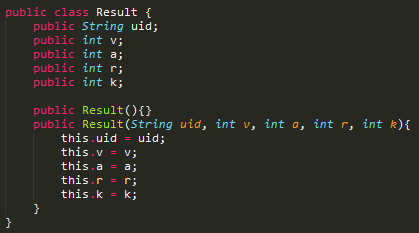 public class Result {
    public String uid;
    public int v;
    public int a;
    public int r;
    public int k;

    public Result(){}
    public Result(String uid, int v, int a, int r, int k){
        this.uid = uid;
        this.v = v;
        this.a = a;
        this.r = r;
        this.k = k;
    }
}